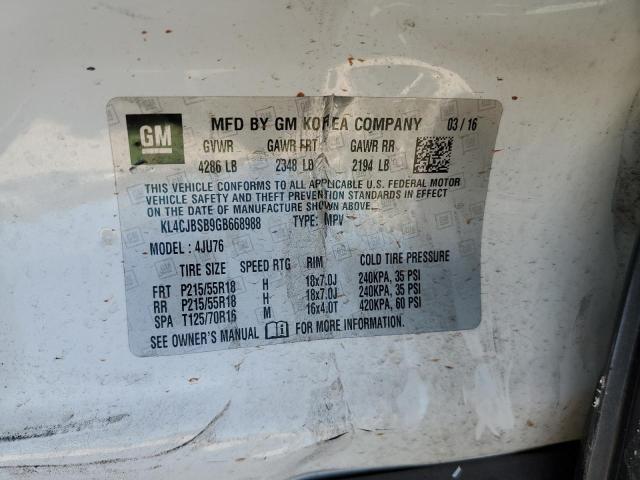 GM
MFD BY GM KOREA COMPANY 03/16
GVWR GAWR FRT GAWR RR
4286 LB 2348 LB 2194 LB
THIS VEHICLE CONFORMS TO ALL APPLICABLE U.S. FEDERAL MOTOR
VEHICLE SAFETY AND THEFT PREVENTION STANDARDS IN EFFECT
ON THE DATE OF MANUFACTURE SHOWN ABOVE.
KL4CJBSB9GB668988 TYPE: MPV
MODEL: 4JU76
TIRE SIZE SPEED RTG RIM COLD TIRE PRESSURE
FRT P215/55R18 H 18x7.0J 240KPA, 35 PSI
RR P215/55R18 H 18x7.0J 240KPA, 35 PSI
SPA T125/70R16 M 16x4.0T 420KPA, 60 PSI
SEE OWNER'S MANUAL FOR MORE INFORMATION.